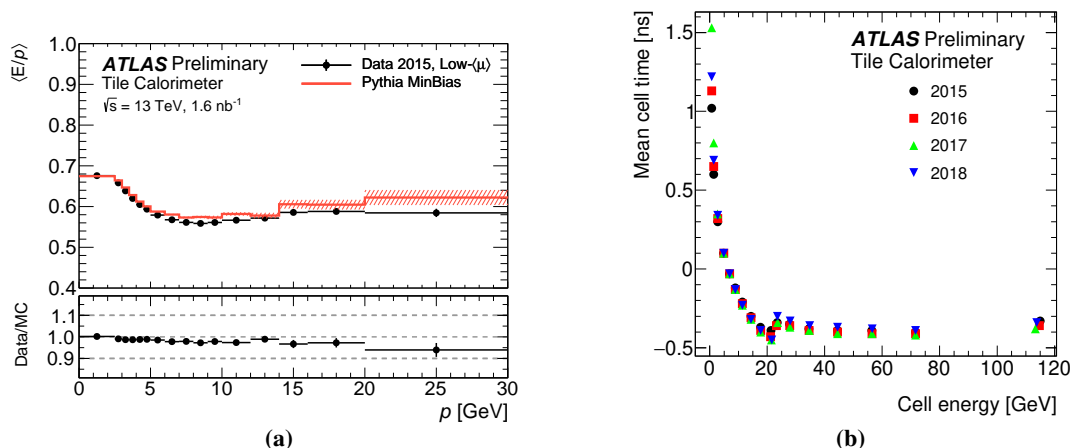 ⟨E/p⟩
1.0
0.9
0.8
0.7
0.6
0.5
0.4
ATLAS Preliminary
Tile Calorimeter
√s = 13 TeV, 1.6 nb⁻¹
Data 2015, Low-⟨μ⟩
Pythia MinBias
Data/MC
1.1
1.0
0.9
0 5 10 15 20 25 30
p [GeV]
(a)
Mean cell time [ns]
1.5
1
0.5
0
−0.5
ATLAS Preliminary
Tile Calorimeter
2015
2016
2017
2018
0 20 40 60 80 100 120
Cell energy [GeV]
(b)